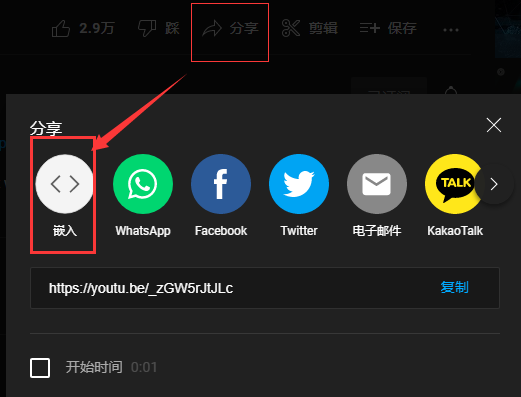 2.9万 踩 分享 剪辑 保存 ...
分享
TALK
嵌入 WhatsApp Facebook Twitter 电子邮件 KakaoTalk
https://youtu.be/_zGW5rJtJLc 复制
开始时间 0:01